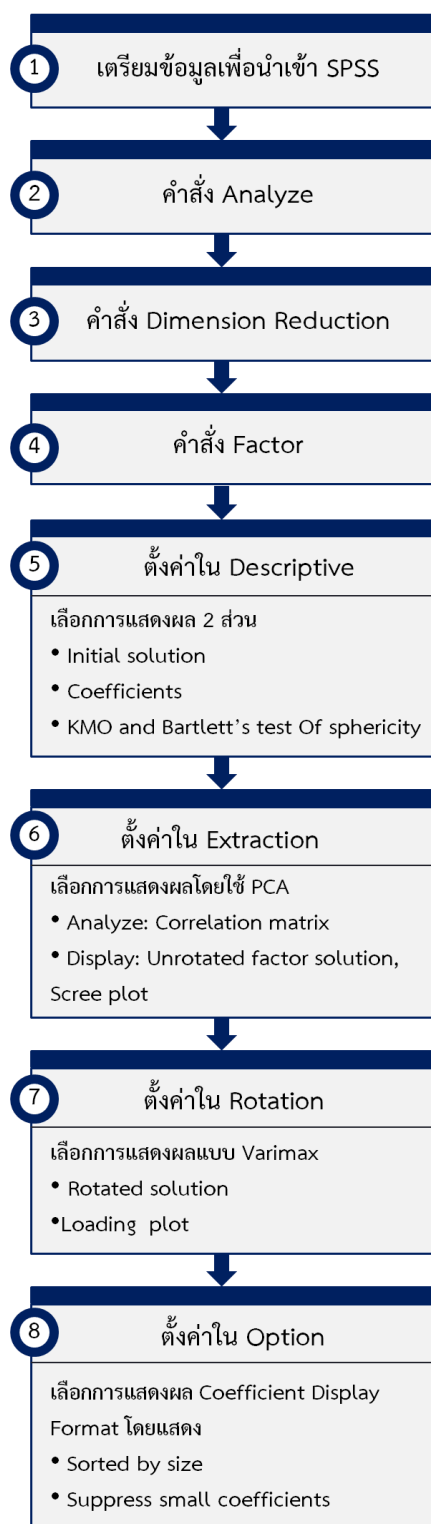 1
เตรียมข้อมูลเพื่อนำเข้า SPSS
2
คำสั่ง Analyze
3
คำสั่ง Dimension Reduction
4
คำสั่ง Factor
5
ตั้งค่าใน Descriptive
เลือกการแสดงผล 2 ส่วน
• Initial solution
• Coefficients
• KMO and Bartlett’s test Of sphericity
6
ตั้งค่าใน Extraction
เลือกการแสดงผลโดยใช้ PCA
• Analyze: Correlation matrix
• Display: Unrotated factor solution,
Scree plot
7
ตั้งค่าใน Rotation
เลือกการแสดงผลแบบ Varimax
• Rotated solution
•Loading plot
8
ตั้งค่าใน Option
เลือกการแสดงผล Coefficient Display
Format โดยแสดง
• Sorted by size
• Suppress small coefficients